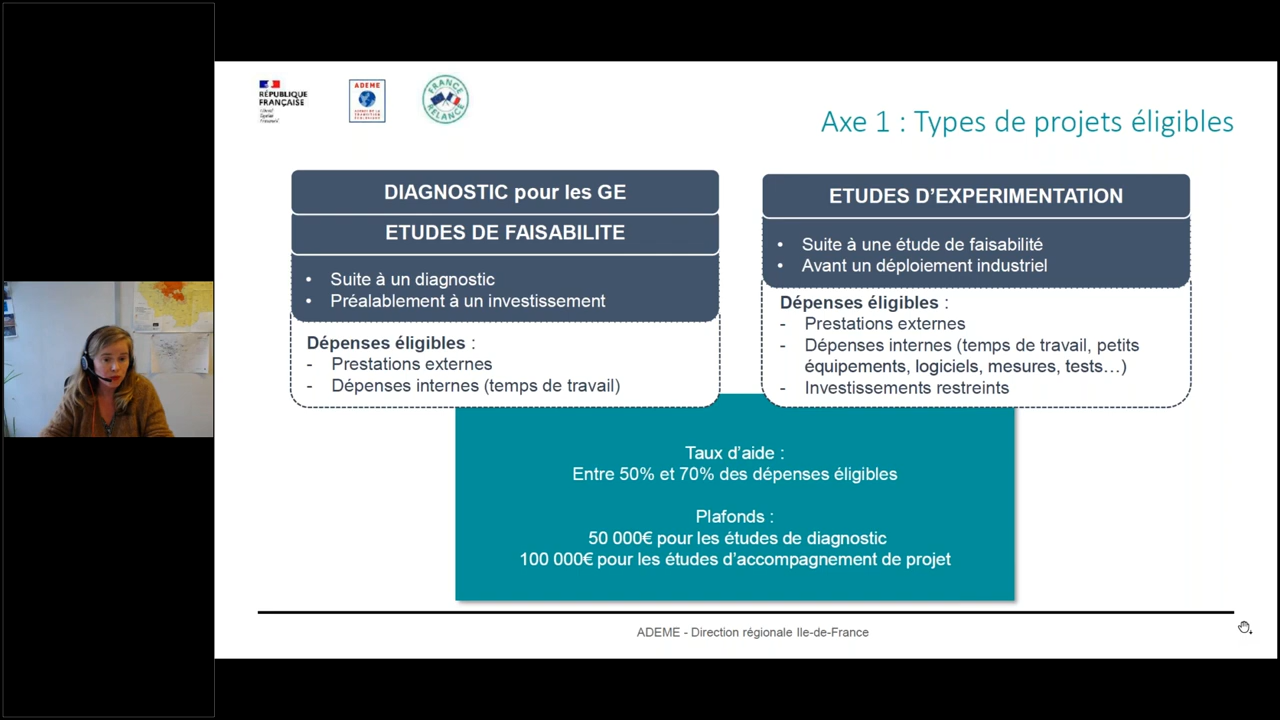 RÉPUBLIQUE
FRANÇAISE
Liberté
Égalité
Fraternité
ADEME
FRANCE
RELANCE
Axe 1 : Types de projets éligibles
DIAGNOSTIC pour les GE
ETUDES DE FAISABILITE
• Suite à un diagnostic
• Préalablement à un investissement
Dépenses éligibles :
- Prestations externes
- Dépenses internes (temps de travail)
ETUDES D’EXPERIMENTATION
• Suite à une étude de faisabilité
• Avant un déploiement industriel
Dépenses éligibles :
- Prestations externes
- Dépenses internes (temps de travail, petits
équipements, logiciels, mesures, tests…)
- Investissements restreints
Taux d’aide :
Entre 50% et 70% des dépenses éligibles
Plafonds :
50 000€ pour les études de diagnostic
100 000€ pour les études d’accompagnement de projet
ADEME - Direction régionale Ile-de-France